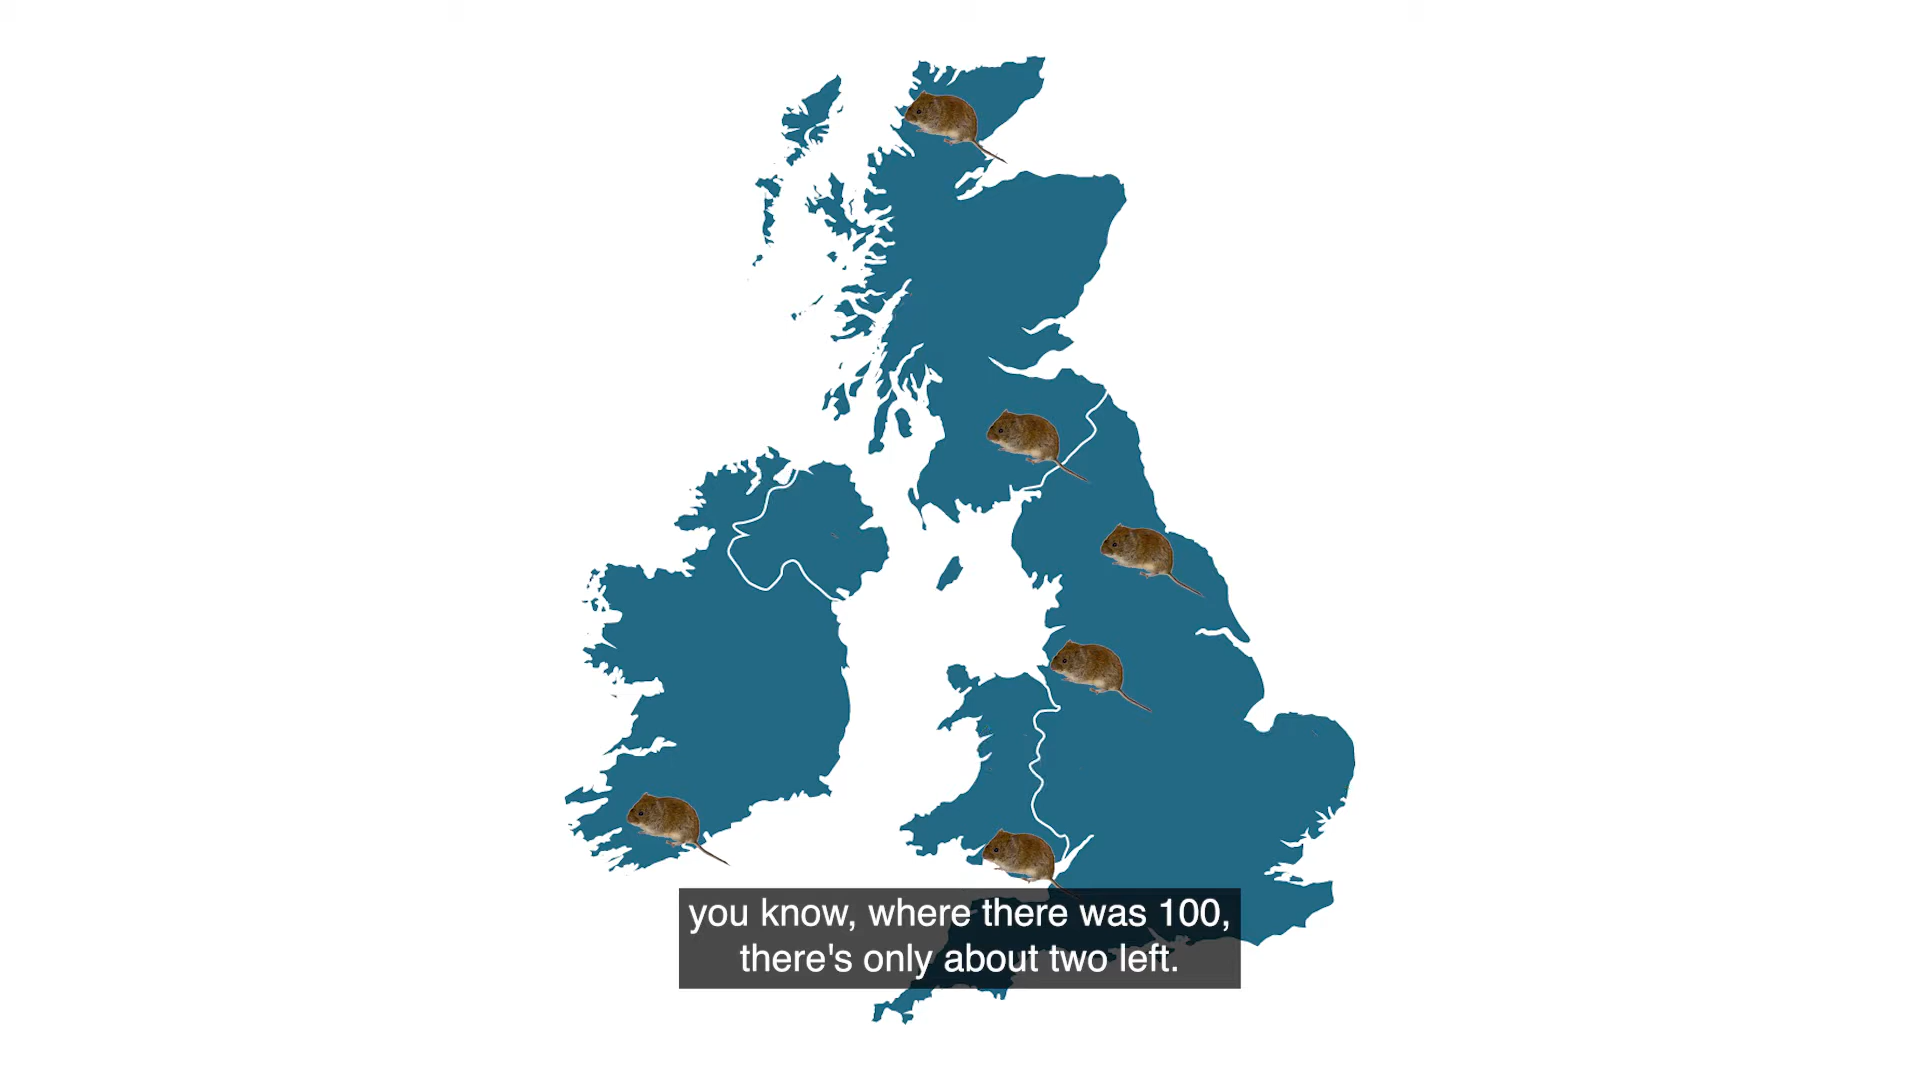 you know, where there was 100,
there's only about two left.